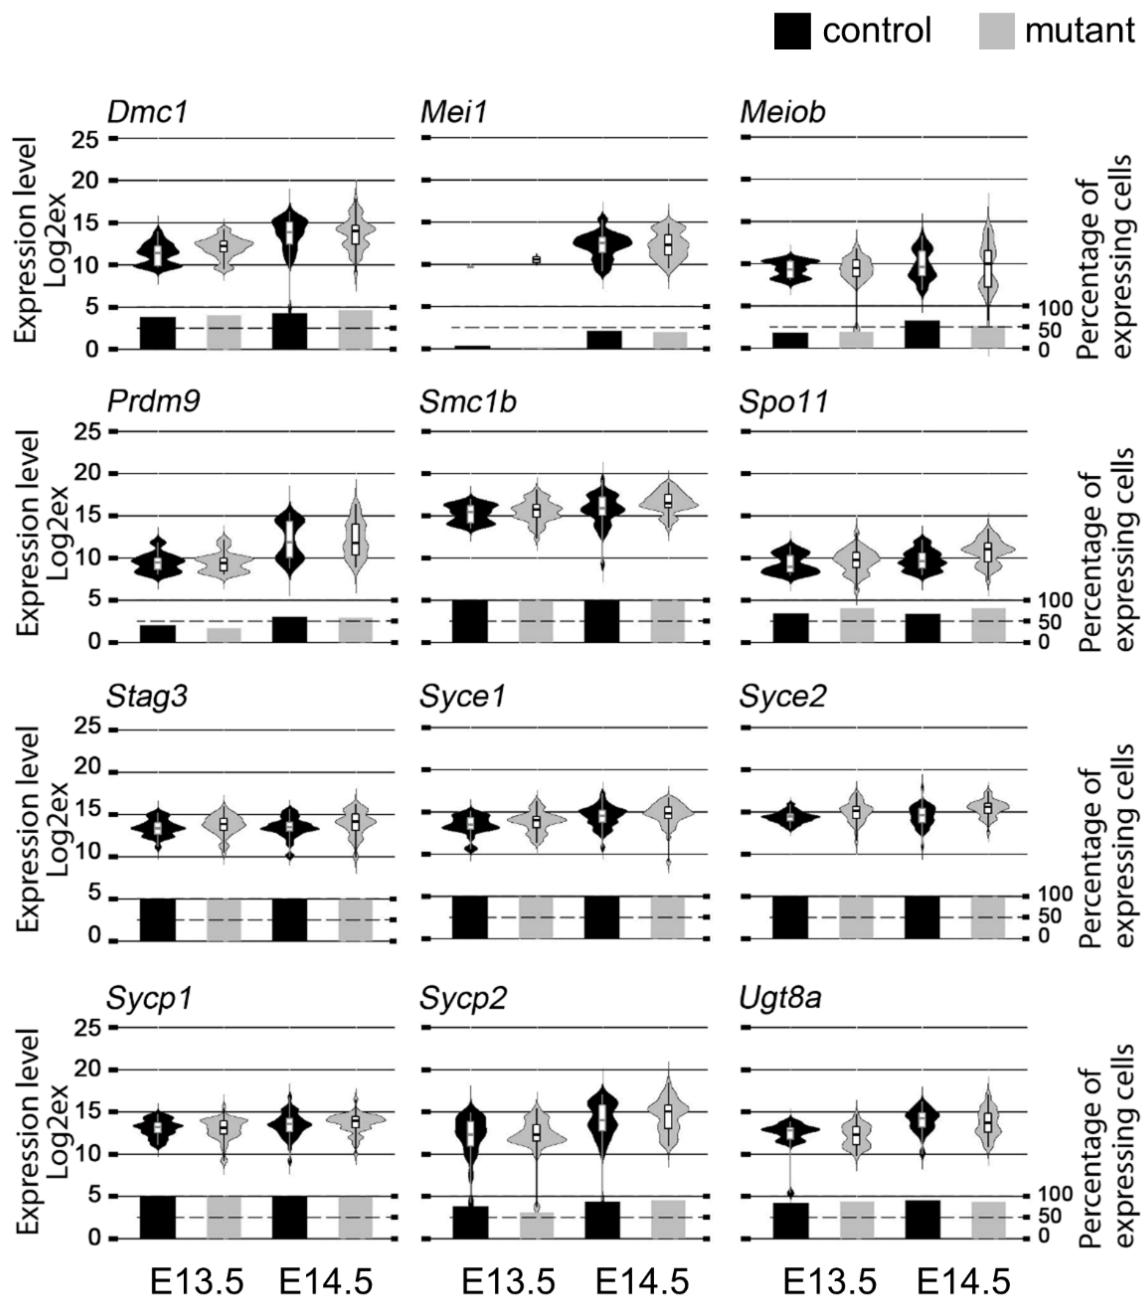 control mutant
Dmc1 Mei1 Meiob
Expression level
Log2ex
25
20
15
10
5
0
100
50
0
Percentage of
expressing cells
Prdm9 Smc1b Spo11
Expression level
Log2ex
25
20
15
10
5
0
100
50
0
Percentage of
expressing cells
Stag3 Syce1 Syce2
Expression level
Log2ex
25
20
15
10
5
0
100
50
0
Percentage of
expressing cells
Sycp1 Sycp2 Ugt8a
Expression level
Log2ex
25
20
15
10
5
0
100
50
0
Percentage of
expressing cells
E13.5 E14.5 E13.5 E14.5 E13.5 E14.5